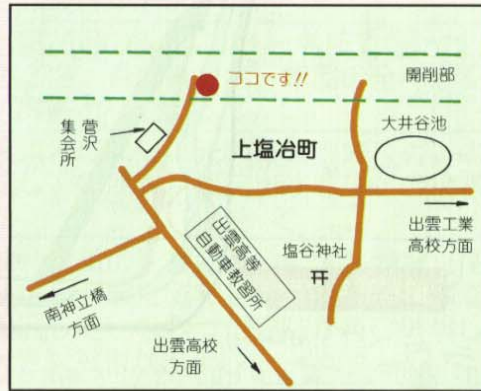 ココです!!
開削部
菅沢
集会所
上塩冶町
大井谷池
出雲工業
高校方面
塩谷神社
出雲高等
自動車教習所
南神立橋
方面
出雲高校
方面